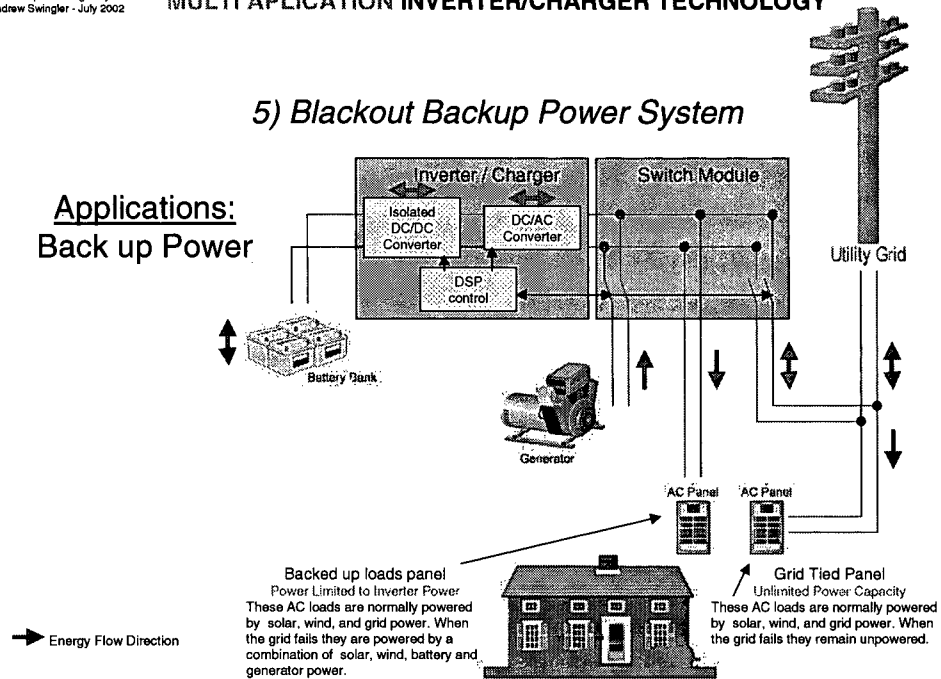 Andrew Swingler - July 2002
MULTI APLICATION INVERTER/CHARGER TECHNOLOGY
5) Blackout Backup Power System
Applications:
Back up Power
Inverter / Charger
Switch Module
Isolated
DC/DC
Converter
DC/AC
Converter
DSP
control
Utility Grid
Battery Bank
Generator
AC Panel
AC Panel
Backed up loads panel
Power Limited to Inverter Power
These AC loads are normally powered
by solar, wind, and grid power. When
the grid fails they are powered by a
combination of solar, wind, battery and
generator power.
Grid Tied Panel
Unlimited Power Capacity
These AC loads are normally powered
by solar, wind, and grid power. When
the grid fails they remain unpowered.
Energy Flow Direction